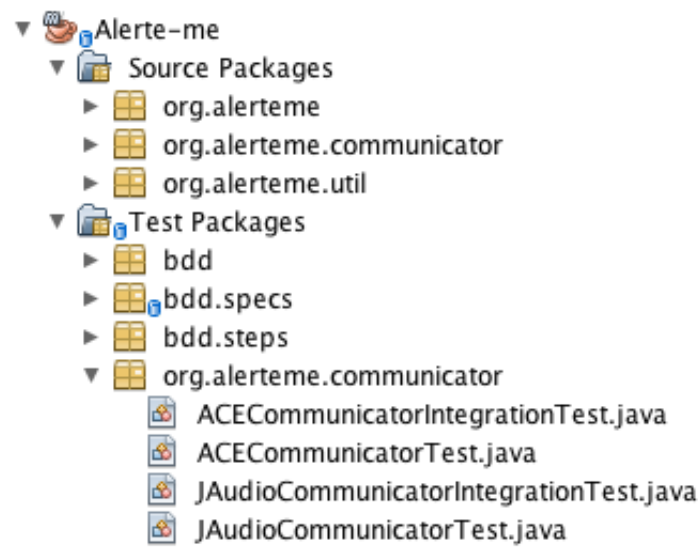 Alerte-me
Source Packages
org.alerteme
org.alerteme.communicator
org.alerteme.util
Test Packages
bdd
bdd.specs
bdd.steps
org.alerteme.communicator
ACECommunicatorIntegrationTest.java
ACECommunicatorTest.java
JAudioCommunicatorIntegrationTest.java
JAudioCommunicatorTest.java